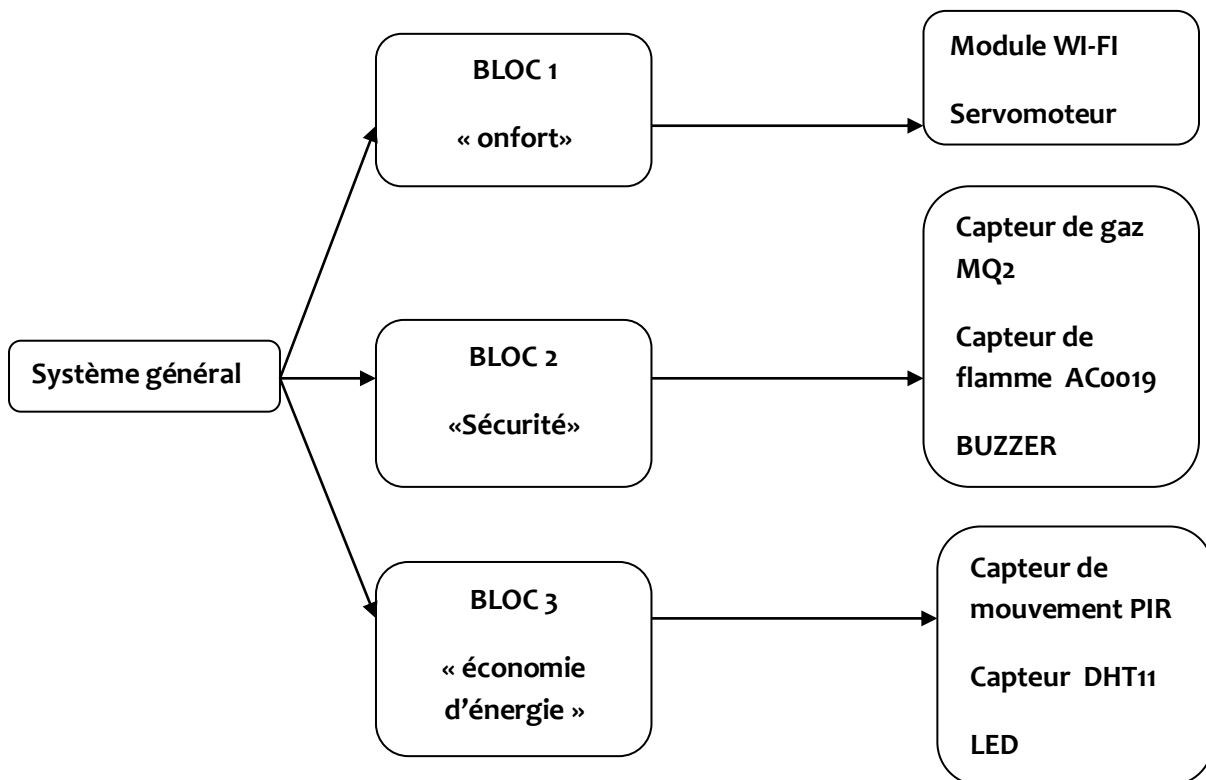 BLOC 1
« onfort»
Module WI-FI
Servomoteur
Système général
BLOC 2
«Sécurité»
Capteur de gaz
MQ2
Capteur de
flamme AC0019
BUZZER
BLOC 3
« économie
d’énergie »
Capteur de
mouvement PIR
Capteur DHT11
LED